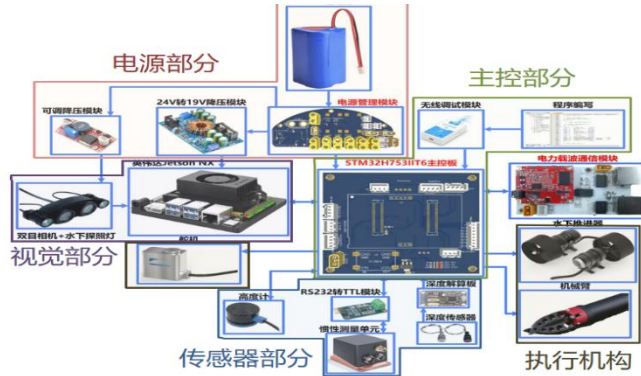 电源部分
主控部分
可调降压模块
24V转19V降压模块
电源管理模块
无线调试模块
程序编写
英伟达Jetson NX
STM32H753IIT6主控板
电力载波通信模块
双目相机+水下探照灯
视觉部分
舵机
水下推进器
机械臂
高度计
RS232转TTL模块
深度解算板
惯性测量单元
深度传感器
传感器部分
执行机构